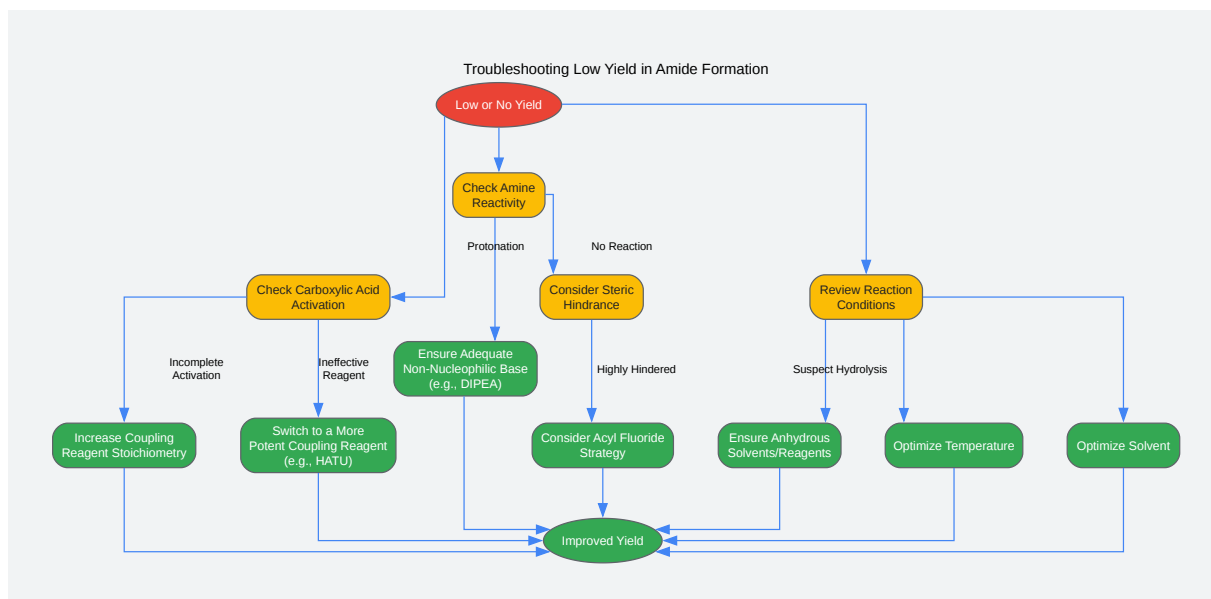 Troubleshooting Low Yield in Amide Formation
Low or No Yield
Check Amine
Reactivity
Protonation
No Reaction
Check Carboxylic Acid
Activation
Consider Steric
Hindrance
Review Reaction
Conditions
Incomplete
Activation
Ineffective
Reagent
Ensure Adequate
Non-Nucleophilic Base
(e.g., DIPEA)
Highly Hindered
Suspect Hydrolysis
Increase Coupling
Reagent Stoichiometry
Switch to a More
Potent Coupling Reagent
(e.g., HATU)
Consider Acyl Fluoride
Strategy
Ensure Anhydrous
Solvents/Reagents
Optimize Temperature
Optimize Solvent
Improved Yield